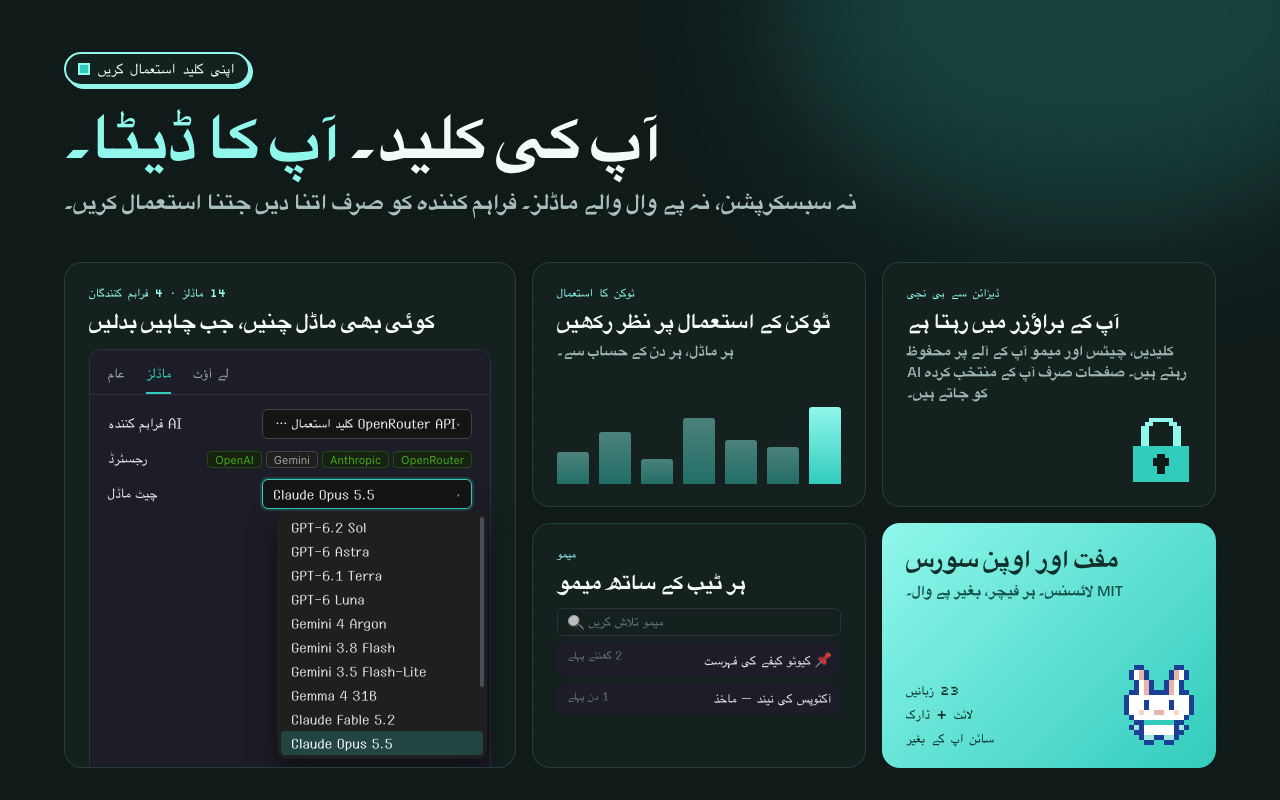 اپنی کلید استعمال کریں
آپ کی کلید۔ آپ کا ڈیٹا۔
نہ سبسکرپشن، نہ پے وال والے ماڈلز۔ فراہم کنندہ کو صرف اتنا دیں جتنا استعمال کریں۔
14 ماڈلز · 4 فراہم کنندگان
کوئی بھی ماڈل چنیں، جب چاہیں بدلیں
عام
ماڈلز
لے آؤٹ
AI فراہم کنندہ
OpenRouter API کلید استعمال ...
رجسٹرڈ
OpenAI
Gemini
Anthropic
OpenRouter
چیٹ ماڈل
Claude Opus 5.5
GPT-6.2 Sol
GPT-6 Astra
GPT-6.1 Terra
GPT-6 Luna
Gemini 4 Argon
Gemini 3.8 Flash
Gemini 3.5 Flash-Lite
Gemma 4 31B
Claude Fable 5.2
Claude Opus 5.5
ٹوکن کا استعمال
ٹوکن کے استعمال پر نظر رکھیں
ہر ماڈل، ہر دن کے حساب سے۔
ڈیزائن سے ہی نجی
آپ کے براؤزر میں رہتا ہے
کلیدیں، چیٹس اور میمو آپ کے آلے پر محفوظ
رہتے ہیں۔ صفحات صرف آپ کے منتخب کردہ AI
کو جاتے ہیں۔
میمو
ہر ٹیب کے ساتھ میمو
میمو تلاش کریں
📌 کیوٹو کیفے کی فہرست
2 گھنٹے پہلے
آکٹوپس کی نیند — ماخذ
1 دن پہلے
مفت اور اوپن سورس
MIT لائسنس۔ ہر فیچر، بغیر پے وال۔
23 زبانیں
لائٹ + ڈارک
سائن اپ کے بغیر